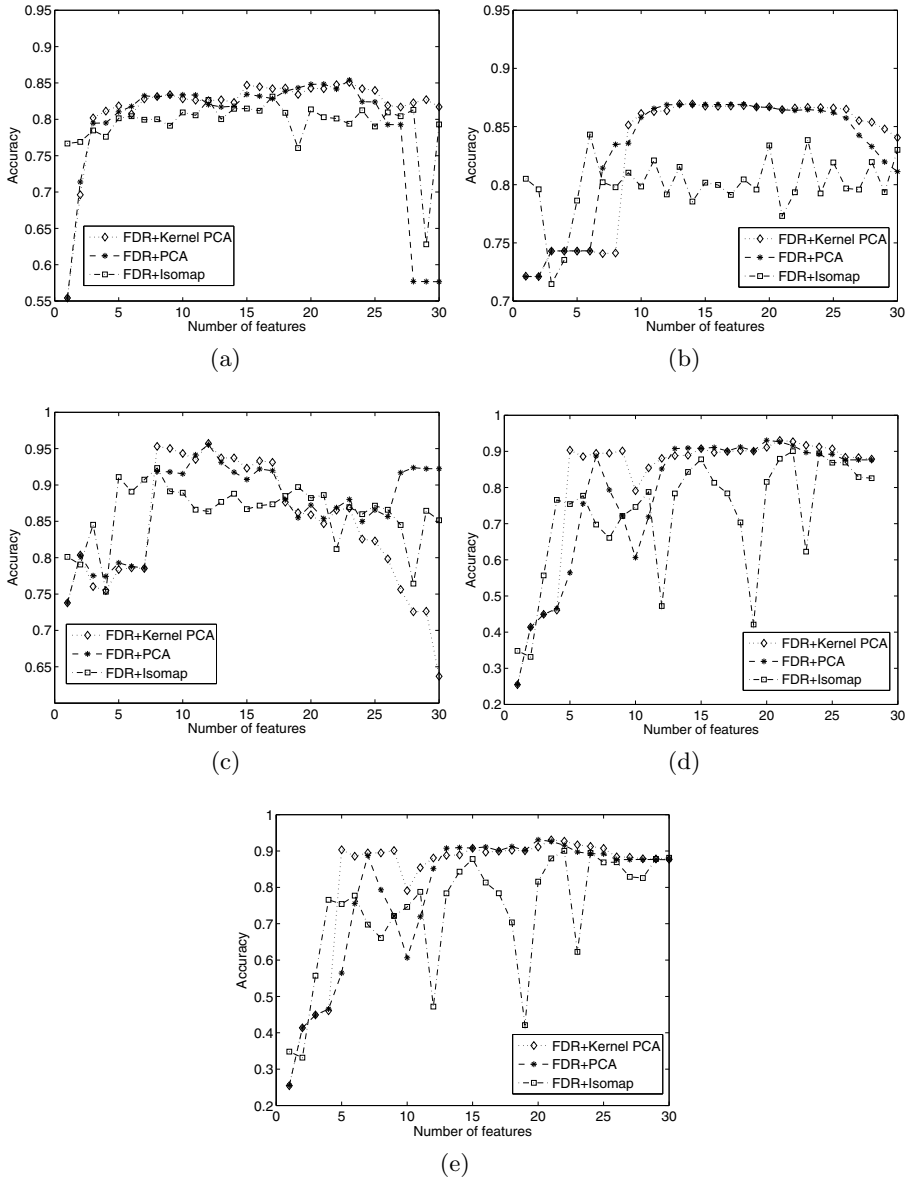 0.95
0.9
0.85
0.8
0.75
0.7
0.65
0.6
0.55
Accuracy
FDR+Kernel PCA
FDR+PCA
FDR+Isomap
0 5 10 15 20 25 30
Number of features
(a)
0.95
0.9
0.85
0.8
0.75
0.7
Accuracy
FDR+Kernel PCA
FDR+PCA
FDR+Isomap
0 5 10 15 20 25 30
Number of features
(b)
1
0.95
0.9
0.85
0.8
0.75
0.7
0.65
Accuracy
FDR+Kernel PCA
FDR+PCA
FDR+Isomap
0 5 10 15 20 25 30
Number of features
(c)
1
0.9
0.8
0.7
0.6
0.5
0.4
0.3
0.2
Accuracy
FDR+Kernel PCA
FDR+PCA
FDR+Isomap
0 5 10 15 20 25 30
Number of features
(d)
1
0.9
0.8
0.7
0.6
0.5
0.4
0.3
0.2
Accuracy
FDR+Kernel PCA
FDR+PCA
FDR+Isomap
0 5 10 15 20 25 30
Number of features
(e)